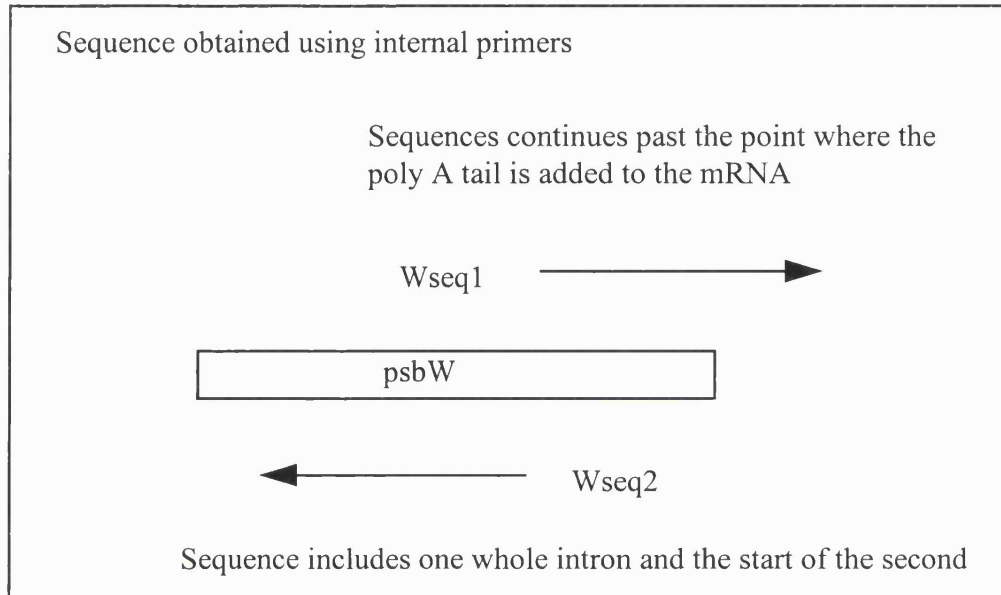 Sequence obtained using internal primers
Sequences continues past the point where the
poly A tail is added to the mRNA
Wseq1
psbW
Wseq2
Sequence includes one whole intron and the start of the second